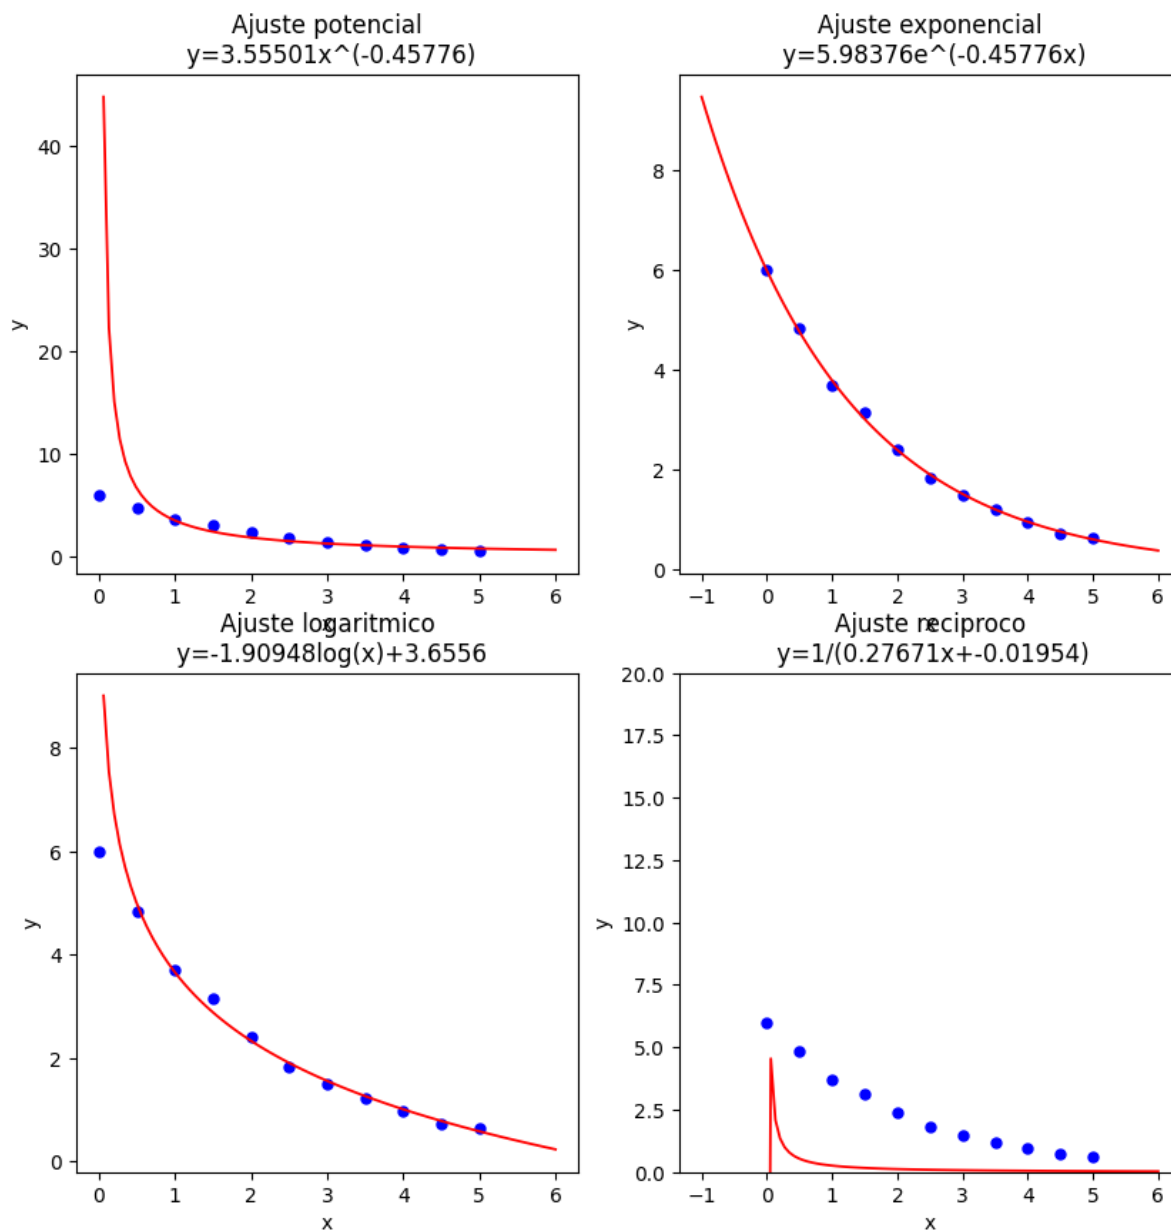 Ajuste potencial
y=3.55501x^(-0.45776)
y
40
30
20
10
0
0 1 2 3 4 5 6
x
Ajuste exponencial
y=5.98376e^(-0.45776x)
y
8
6
4
2
0
−1 0 1 2 3 4 5 6
x
Ajuste logaritmico
y=-1.90948log(x)+3.6556
y
8
6
4
2
0
0 1 2 3 4 5 6
x
Ajuste reciproco
y=1/(0.27671x+-0.01954)
y
20.0
17.5
15.0
12.5
10.0
7.5
5.0
2.5
0.0
−1 0 1 2 3 4 5 6
x